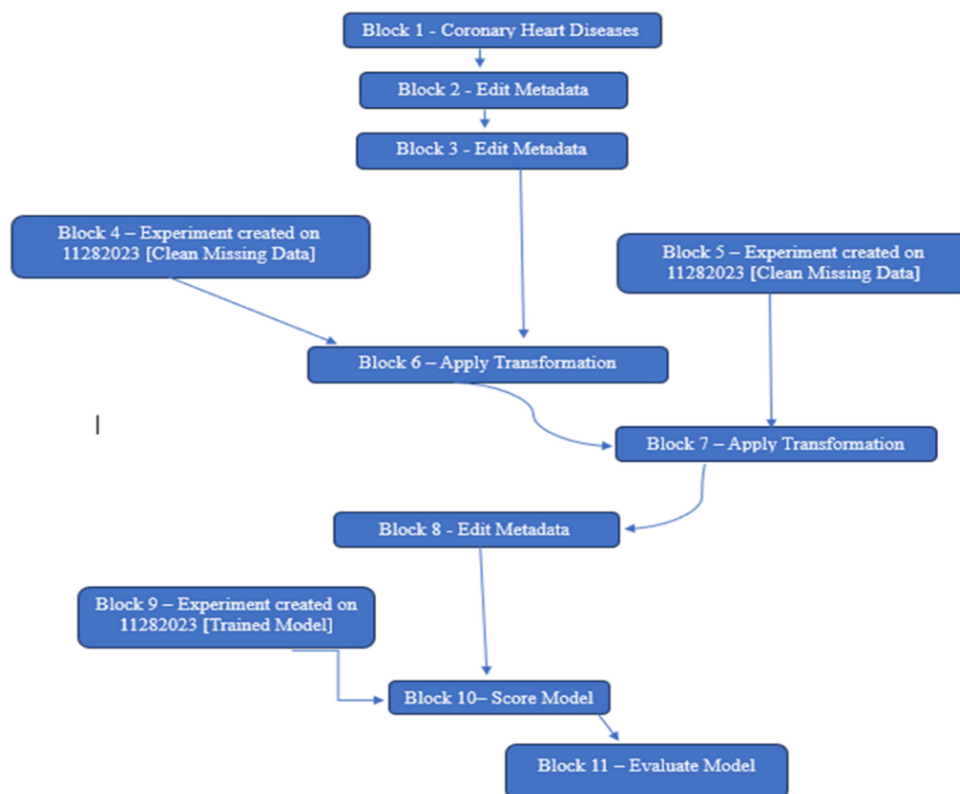 Block 1 - Coronary Heart Diseases
Block 2 - Edit Metadata
Block 3 - Edit Metadata
Block 4 – Experiment created on
11282023 [Clean Missing Data]
Block 5 – Experiment created on
11282023 [Clean Missing Data]
Block 6 – Apply Transformation
Block 7 – Apply Transformation
Block 8 - Edit Metadata
Block 9 – Experiment created on
11282023 [Trained Model]
Block 10– Score Model
Block 11 – Evaluate Model